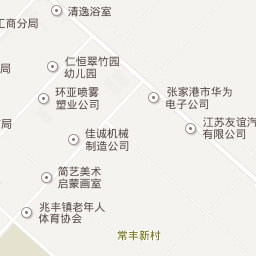 清逸浴室
工商分局
仁恒翠竹园
幼儿园
局
环亚喷雾
塑业公司
张家港市华为
电子公司
江苏友谊汽
有限公司
局
佳诚机械
制造公司
简艺美术
启蒙画室
兆丰镇老年人
体育协会
常丰新村